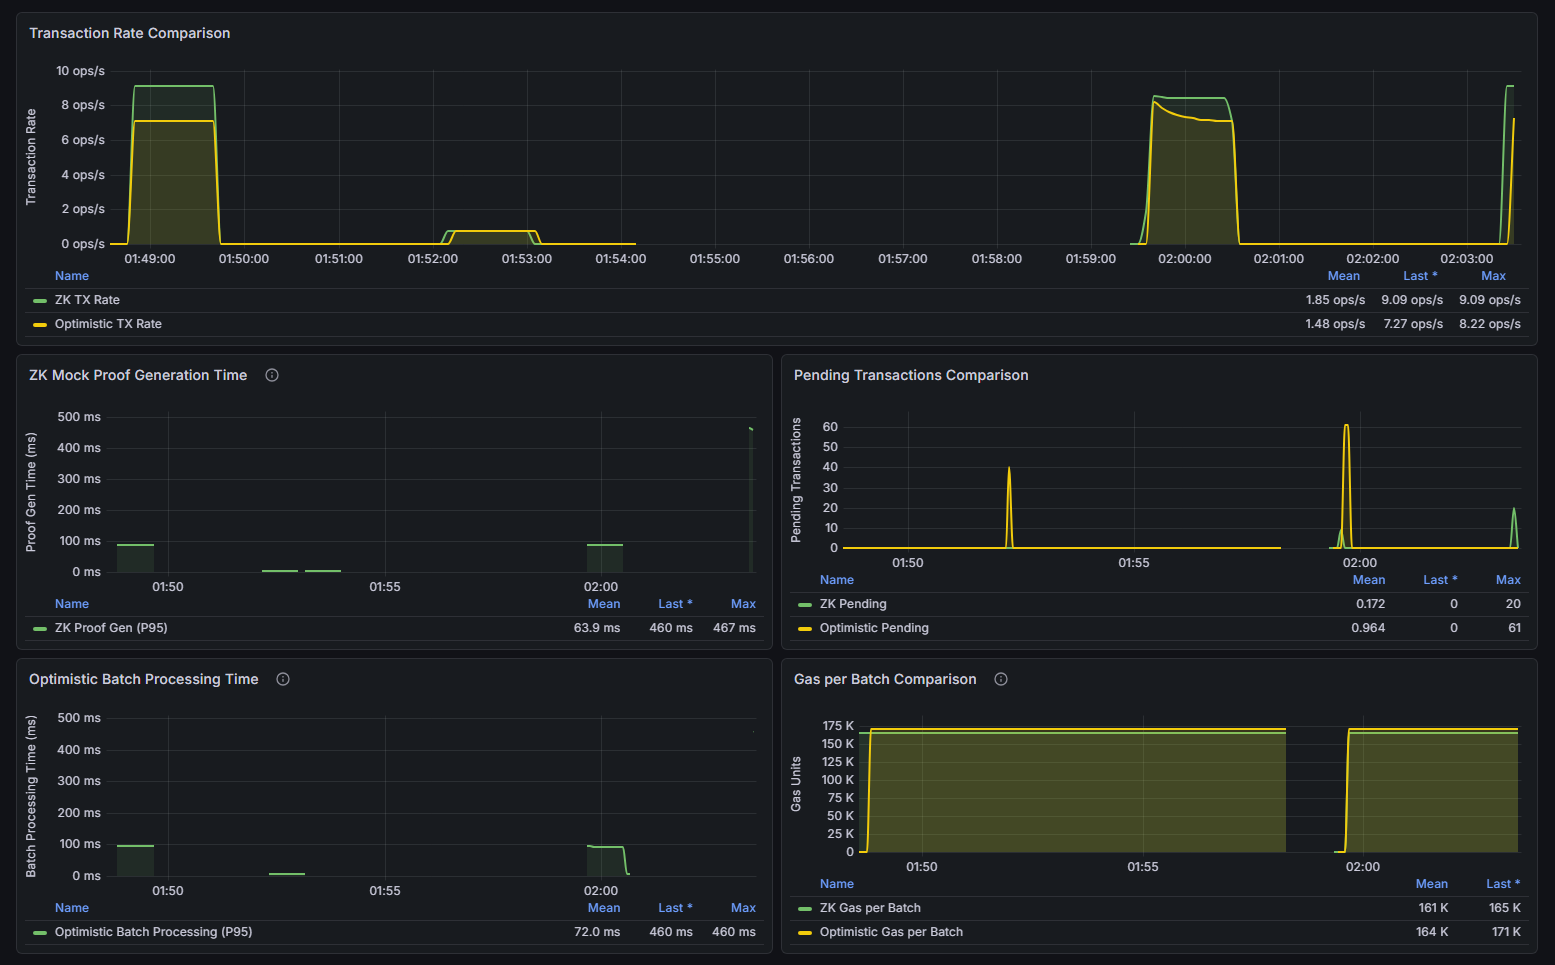 Transaction Rate Comparison
Transaction Rate
10 ops/s
8 ops/s
6 ops/s
4 ops/s
2 ops/s
0 ops/s
01:49:00 01:50:00 01:51:00 01:52:00 01:53:00 01:54:00 01:55:00 01:56:00 01:57:00 01:58:00 01:59:00 02:00:00 02:01:00 02:02:00 02:03:00
Name Mean Last * Max
ZK TX Rate 1.85 ops/s 9.09 ops/s 9.09 ops/s
Optimistic TX Rate 1.48 ops/s 7.27 ops/s 8.22 ops/s
ZK Mock Proof Generation Time
Proof Gen Time (ms)
500 ms
400 ms
300 ms
200 ms
100 ms
0 ms
01:50 01:55 02:00
Name Mean Last * Max
ZK Proof Gen (P95) 63.9 ms 460 ms 467 ms
Pending Transactions Comparison
Pending Transactions
60
50
40
30
20
10
0
01:50 01:55 02:00
Name Mean Last * Max
ZK Pending 0.172 0 20
Optimistic Pending 0.964 0 61
Optimistic Batch Processing Time
Batch Processing Time (ms)
500 ms
400 ms
300 ms
200 ms
100 ms
0 ms
01:50 01:55 02:00
Name Mean Last * Max
Optimistic Batch Processing (P95) 72.0 ms 460 ms 460 ms
Gas per Batch Comparison
Gas Units
175 K
150 K
125 K
100 K
75 K
50 K
25 K
0
01:50 01:55 02:00
Name Mean Last *
ZK Gas per Batch 161 K 165 K
Optimistic Gas per Batch 164 K 171 K